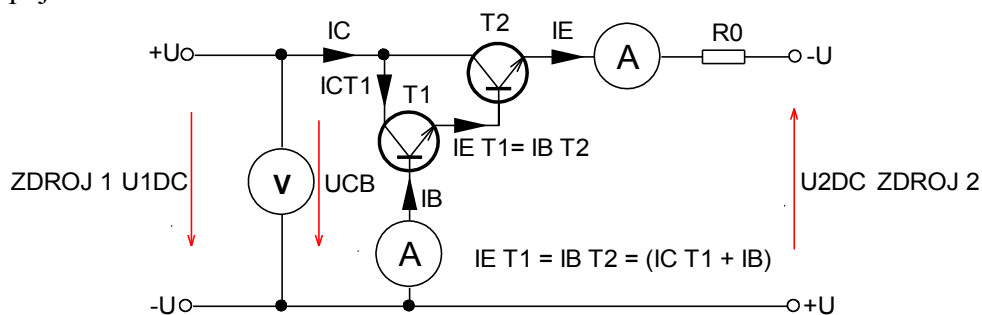 IC
T2
IE
R0
+U
A
-U
ICT1
T1
IE T1= IB T2
ZDROJ 1 U1DC
V
UCB
IB
U2DC ZDROJ 2
A
IE T1 = IB T2 = (IC T1 + IB)
-U
+U